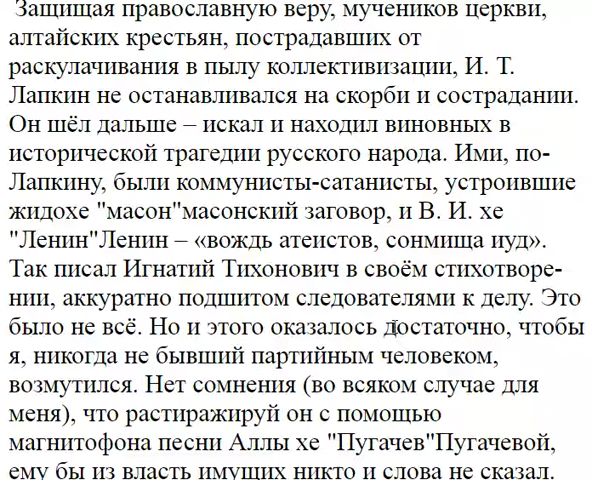 Защищая православную веру, мучеников церкви,
алтайских крестьян, пострадавших от
раскулачивания в пылу коллективизации, И. Т.
Лапкин не останавливался на скорби и сострадании.
Он шёл дальше – искал и находил виновных в
исторической трагедии русского народа. Ими, по-
Лапкину, были коммунисты-сатанисты, устроившие
жидохе "масон"масонский заговор, и В. И. хе
"Ленин"Ленин – «вождь атеистов, сонмища иуд».
Так писал Игнатий Тихонович в своём стихотворе-
нии, аккуратно подшитом следователями к делу. Это
было не всё. Но и этого оказалось достаточно, чтобы
я, никогда не бывший партийным человеком,
возмутился. Нет сомнения (во всяком случае для
меня), что растиражируй он с помощью
магнитофона песни Аллы хе "Пугачев"Пугачевой,
ему бы из власть имущих никто и слова не сказал.